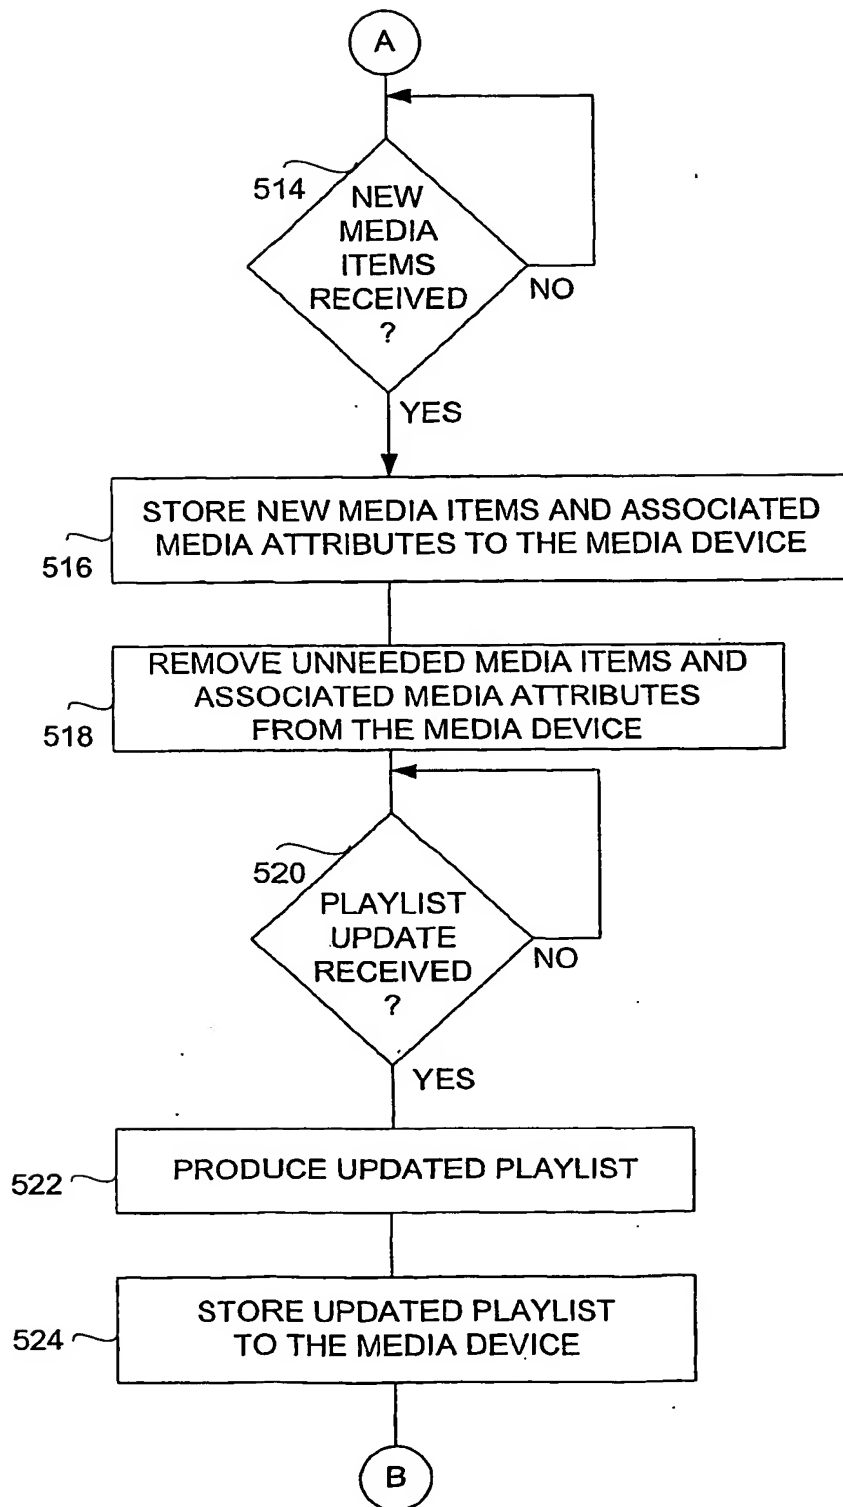 A
514
NEW
MEDIA
ITEMS
RECEIVED
?
NO
YES
STORE NEW MEDIA ITEMS AND ASSOCIATED
MEDIA ATTRIBUTES TO THE MEDIA DEVICE
516
REMOVE UNNEEDED MEDIA ITEMS AND
ASSOCIATED MEDIA ATTRIBUTES
FROM THE MEDIA DEVICE
518
520
PLAYLIST
UPDATE
RECEIVED
?
NO
YES
PRODUCE UPDATED PLAYLIST
522
STORE UPDATED PLAYLIST
TO THE MEDIA DEVICE
524
B